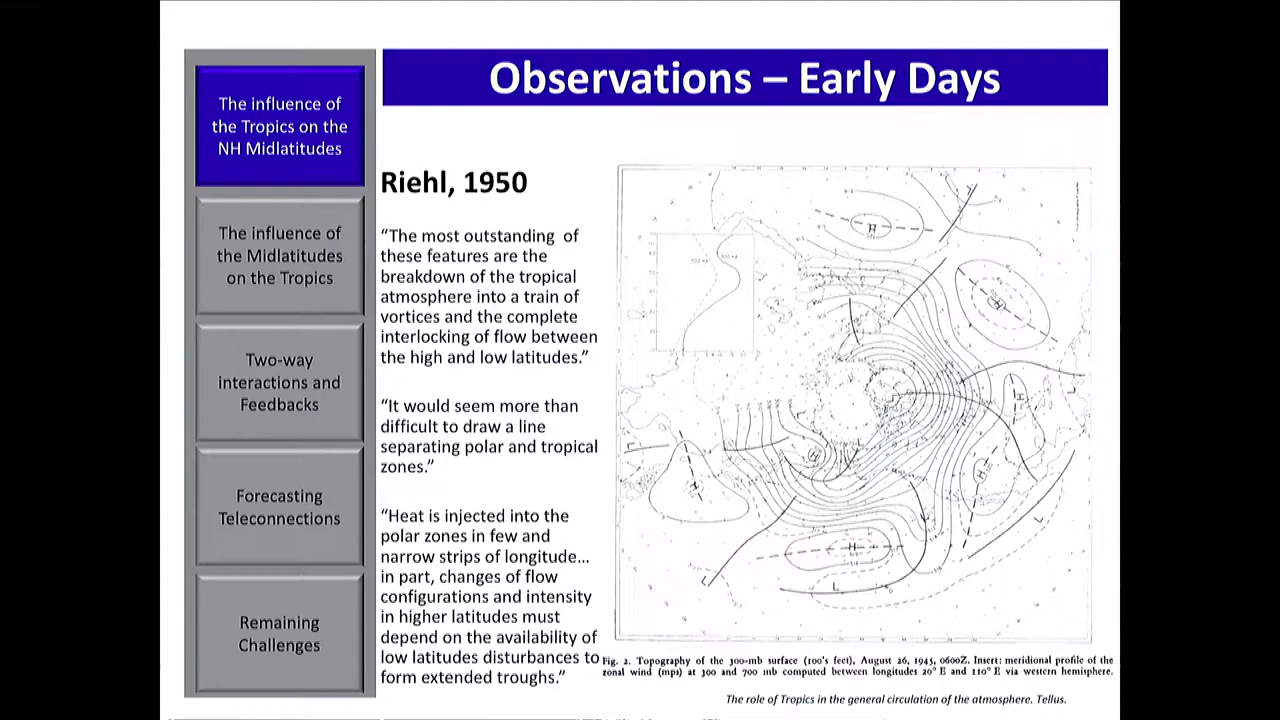 Observations – Early Days
The influence of
the Tropics on the
NH Midlatitudes
The influence of
the Midlatitudes
on the Tropics
Two-way
interactions and
Feedbacks
Forecasting
Teleconnections
Remaining
Challenges
Riehl, 1950
“The most outstanding of
these features are the
breakdown of the tropical
atmosphere into a train of
vortices and the complete
interlocking of flow between
the high and low latitudes.”
“It would seem more than
difficult to draw a line
separating polar and tropical
zones.”
“Heat is injected into the
polar zones in few and
narrow strips of longitude…
in part, changes of flow
configurations and intensity
in higher latitudes must
depend on the availability of
low latitudes disturbances to
form extended troughs.”
H
H
H
H
H
H
L
L
L
Fig. 2. Topography of the 300-mb surface (100's feet), August 26, 1945, 0600Z. Insert: meridional profile of the
zonal wind (mps) at 300 and 700 mb computed between longitudes 20° E and 110° E via western hemisphere.
The role of Tropics in the general circulation of the atmosphere. Tellus.